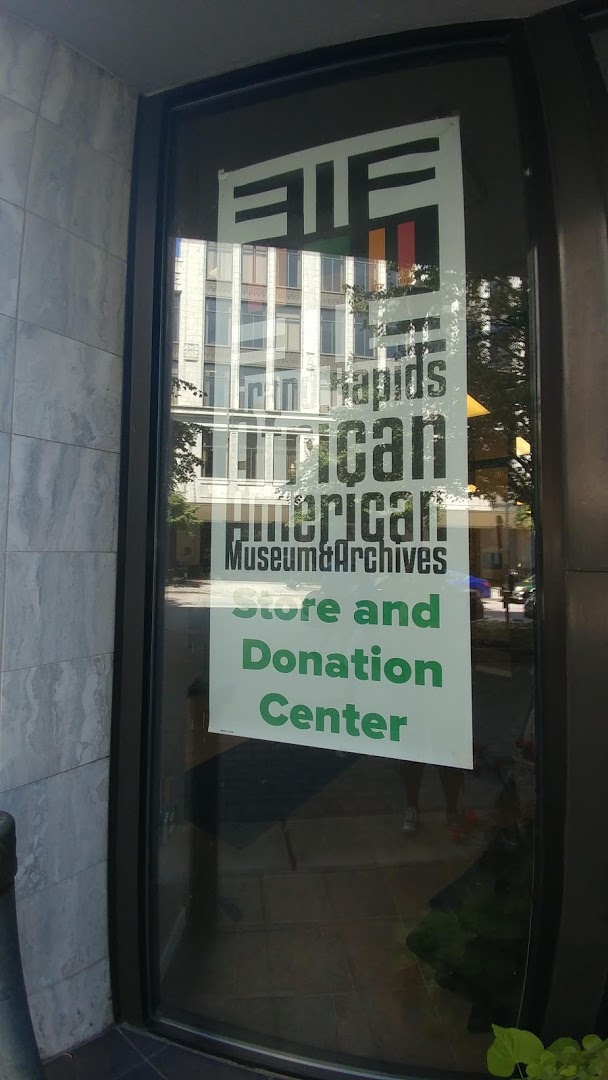 Grand Rapids
African
American
Museum&Archives
Store and
Donation
Center